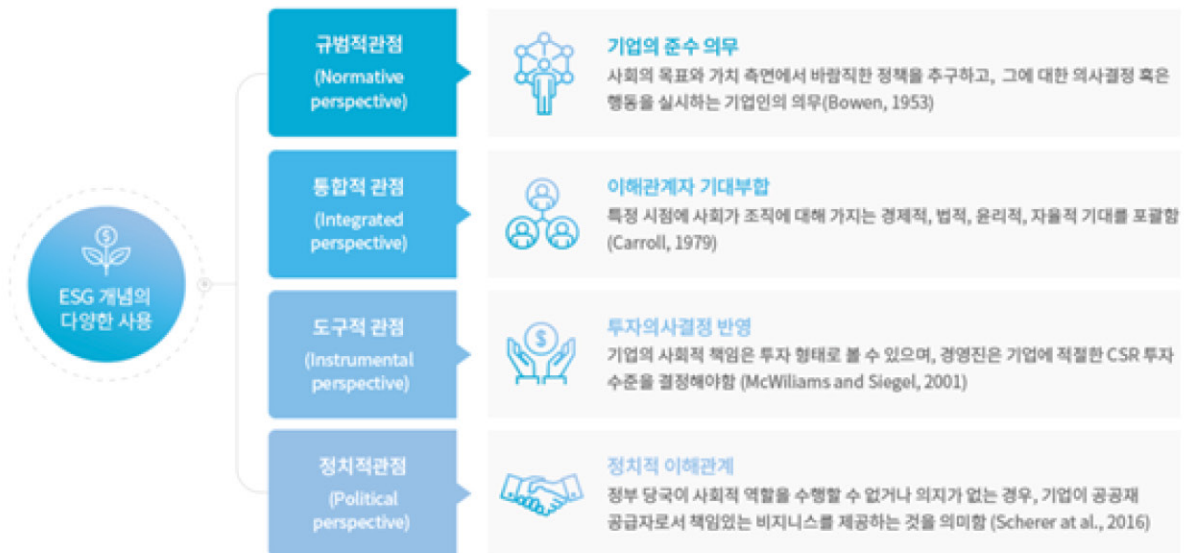 ESG 개념의
다양한 사용
규범적관점
(Normative
perspective)
기업의 준수 의무
사회의 목표와 가치 측면에서 바람직한 정책을 추구하고, 그에 대한 의사결정 혹은
행동을 실시하는 기업인의 의무(Bowen, 1953)
통합적 관점
(Integrated
perspective)
이해관계자 기대부합
특정 시점에 사회가 조직에 대해 가지는 경제적, 법적, 윤리적, 자율적 기대를 포괄함
(Carroll, 1979)
도구적 관점
(Instrumental
perspective)
투자의사결정 반영
기업의 사회적 책임은 투자 형태로 볼 수 있으며, 경영진은 기업에 적절한 CSR 투자
수준을 결정해야함 (McWiliams and Siegel, 2001)
정치적관점
(Political
perspective)
정치적 이해관계
정부 당국이 사회적 역할을 수행할 수 없거나 의지가 없는 경우, 기업이 공공재
공급자로서 책임있는 비지니스를 제공하는 것을 의미함 (Scherer at al., 2016)